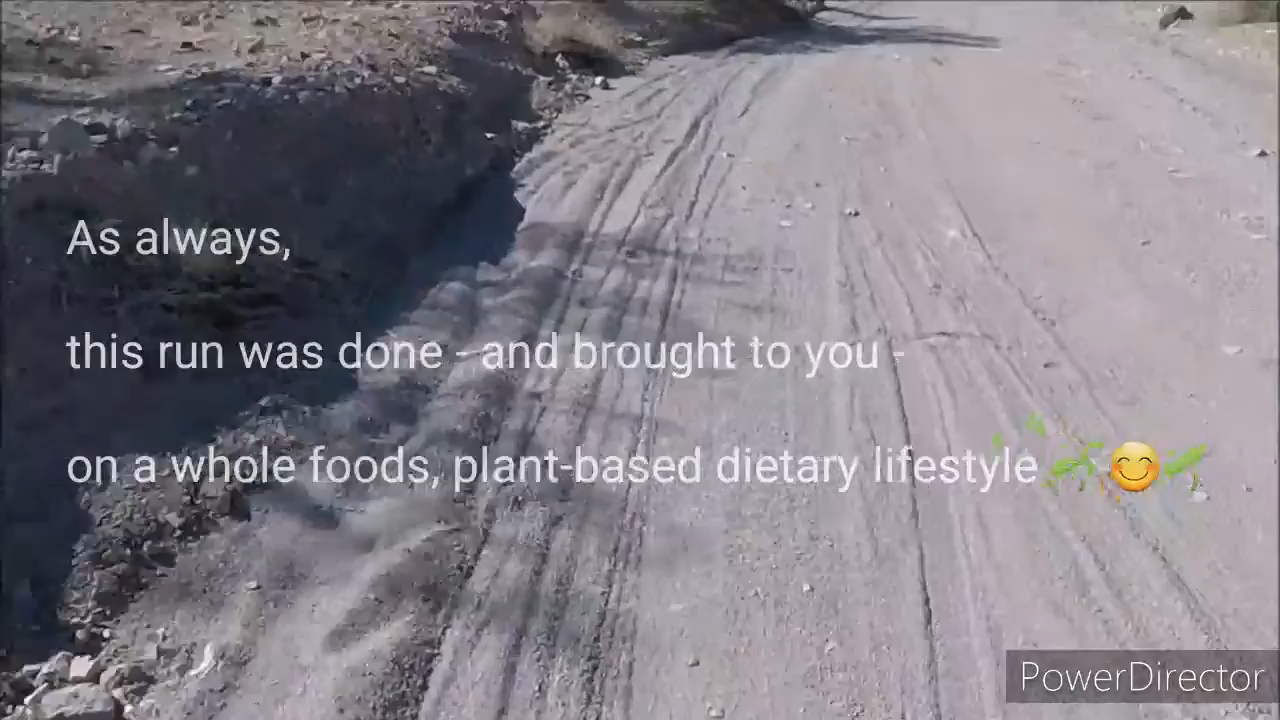 As always,
this run was done - and brought to you -
on a whole foods, plant-based dietary lifestyle 🌿😊🌿
PowerDirector